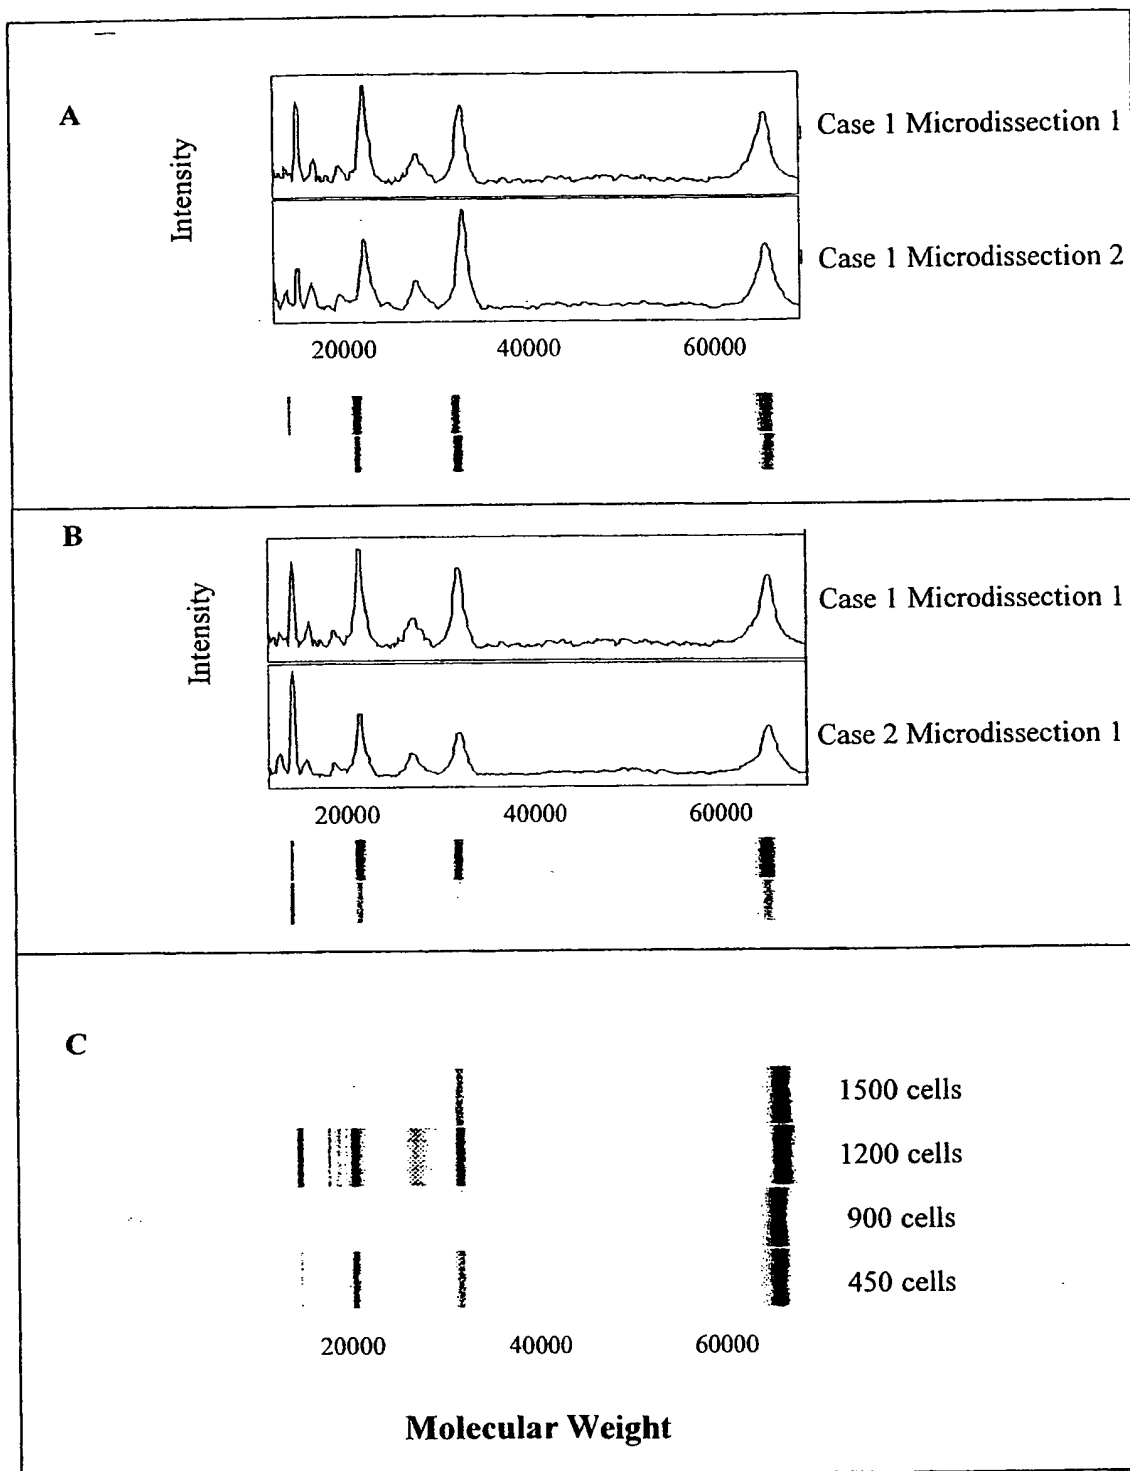 A
Intensity
Case 1 Microdissection 1
Case 1 Microdissection 2
20000 40000 60000
B
Intensity
Case 1 Microdissection 1
Case 2 Microdissection 1
20000 40000 60000
C
1500 cells
1200 cells
900 cells
450 cells
20000 40000 60000
Molecular Weight